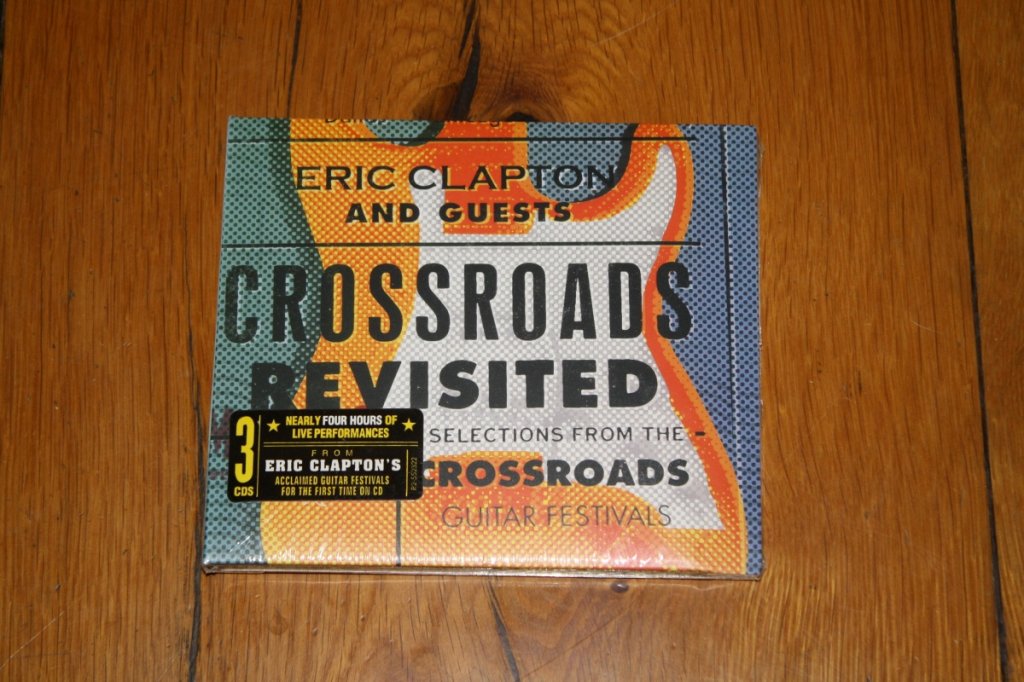 ERIC CLAPTON
AND GUESTS
CROSSROADS
REVISITED
SELECTIONS FROM THE -
CROSSROADS
GUITAR FESTIVALS
3
CDS
★ NEARLY FOUR HOURS OF ★
LIVE PERFORMANCES
FROM
ERIC CLAPTON'S
ACCLAIMED GUITAR FESTIVALS
FOR THE FIRST TIME ON CD